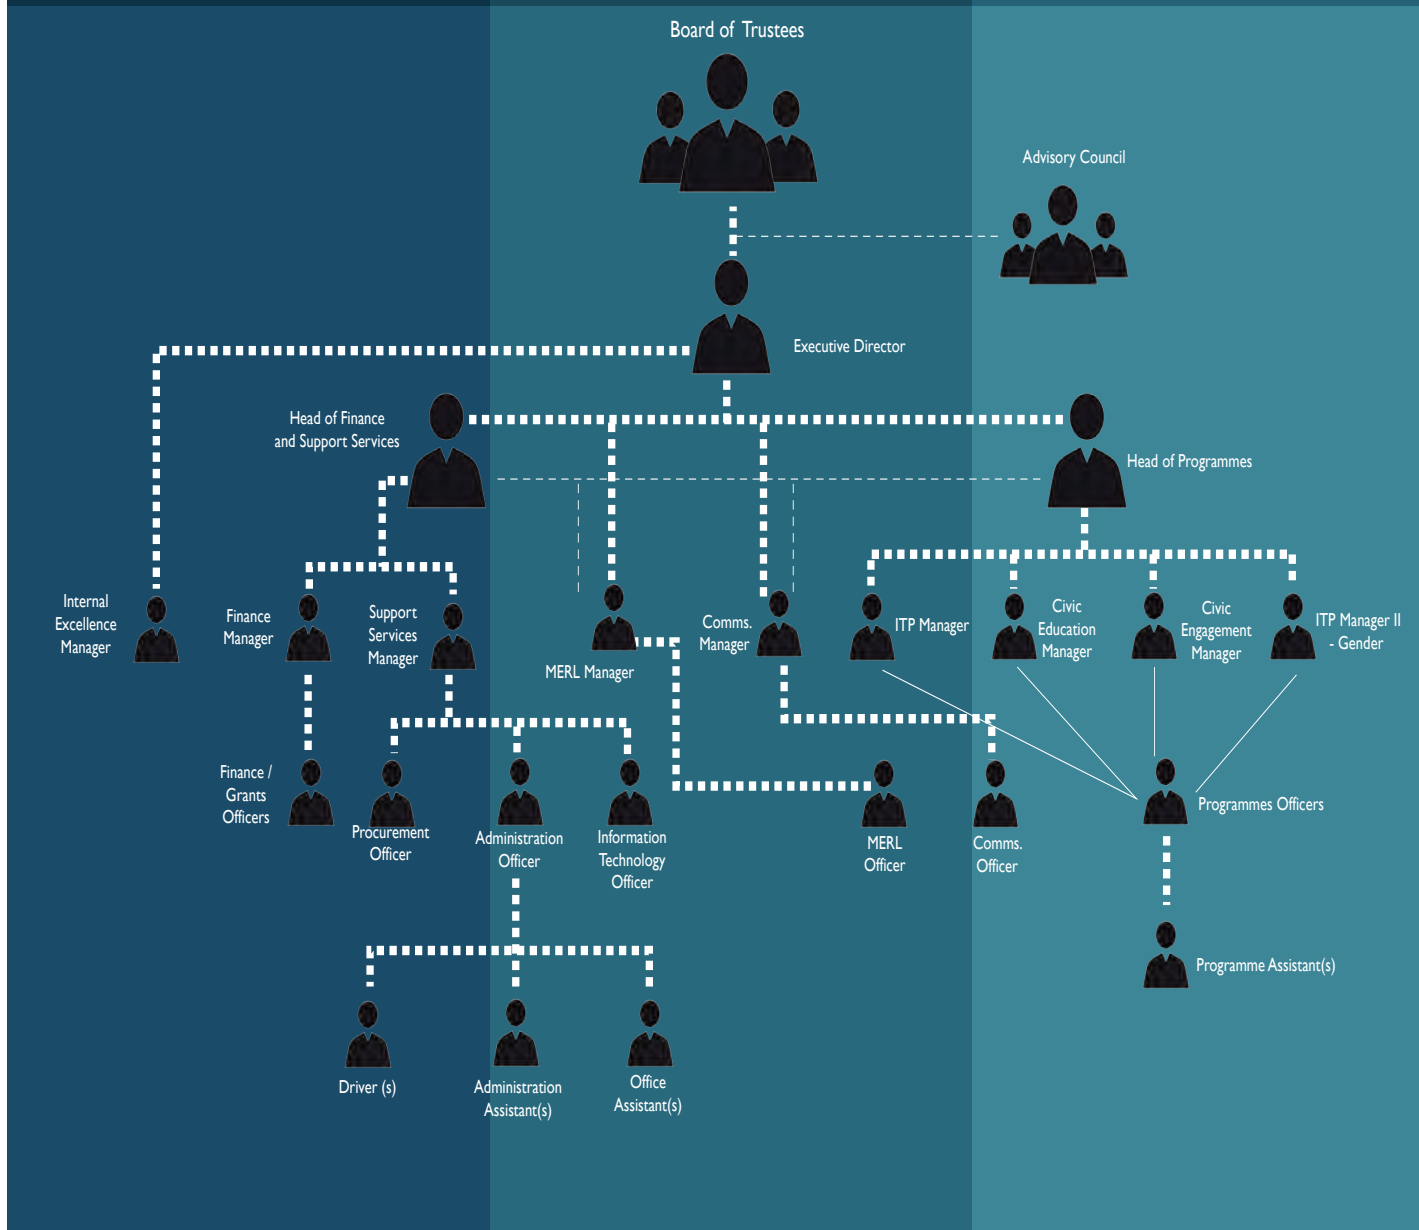 Board of Trustees
Advisory Council
Executive Director
Head of Finance
and Support Services
Head of Programmes
Internal
Excellence
Manager
Finance
Manager
Support
Services
Manager
MERL Manager
Comms.
Manager
ITP Manager
Civic
Education
Manager
Civic
Engagement
Manager
ITP Manager II
- Gender
Finance /
Grants
Officers
Procurement
Officer
Administration
Officer
Information
Technology
Officer
MERL
Officer
Comms.
Officer
Programmes Officers
Programme Assistant(s)
Driver (s)
Administration
Assistant(s)
Office
Assistant(s)